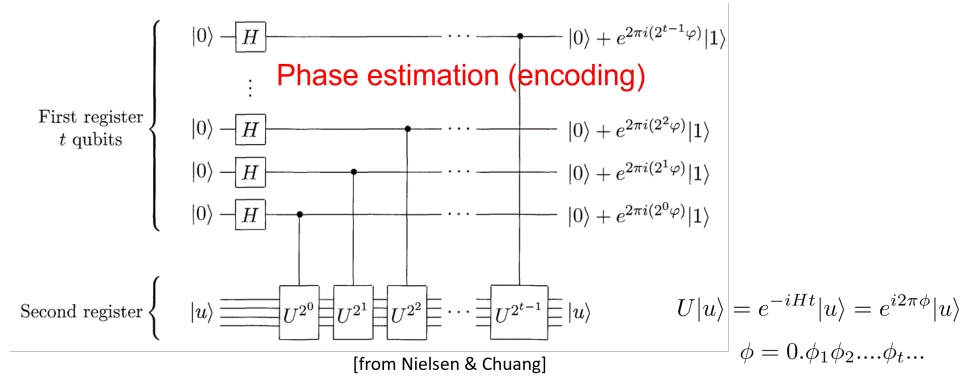 |0⟩ H ··· |0⟩ + e^{2πi(2^{t−1}φ)}|1⟩
Phase estimation (encoding)
⋮
First register
t qubits
|0⟩ H ··· |0⟩ + e^{2πi(2^2φ)}|1⟩
|0⟩ H ··· |0⟩ + e^{2πi(2^1φ)}|1⟩
|0⟩ H ··· |0⟩ + e^{2πi(2^0φ)}|1⟩
Second register |u⟩ U^{2^0} U^{2^1} U^{2^2} ··· U^{2^{t−1}} |u⟩
U|u⟩ = e^{−iHt}|u⟩ = e^{i2πϕ}|u⟩
ϕ = 0.ϕ_1ϕ_2....ϕ_t...
[from Nielsen & Chuang]